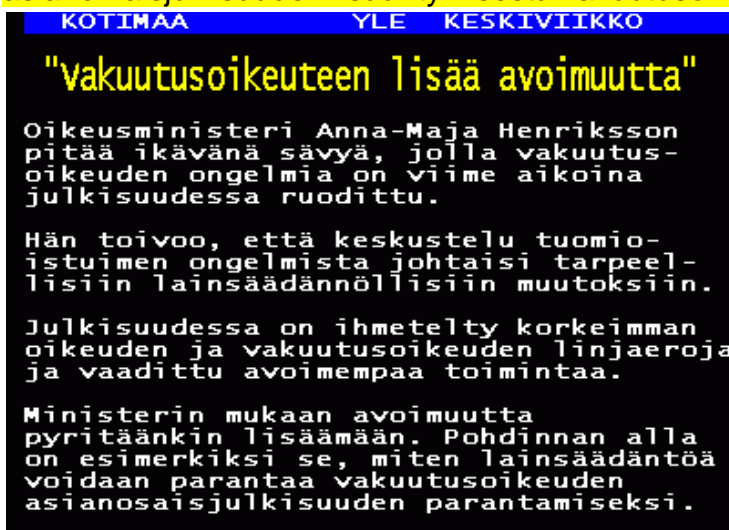 KOTIMAA YLE KESKIVIIKKO
"Vakuutusoikeuteen lisää avoimuutta"
Oikeusministeri Anna-Maja Henriksson
pitää ikävänä sävyä, jolla vakuutus-
oikeuden ongelmia on viime aikoina
julkisuudessa ruodittu.
Hän toivoo, että keskustelu tuomio-
istuimen ongelmista johtaisi tarpeel-
lisiin lainsäädännöllisiin muutoksiin.
Julkisuudessa on ihmetelty korkeimman
oikeuden ja vakuutusoikeuden linjaeroja
ja vaadittu avoimempaa toimintaa.
Ministerin mukaan avoimuutta
pyritäänkin lisäämään. Pohdinnan alla
on esimerkiksi se, miten lainsäädäntöä
voidaan parantaa vakuutusoikeuden
asianosaisjulkisuuden parantamiseksi.